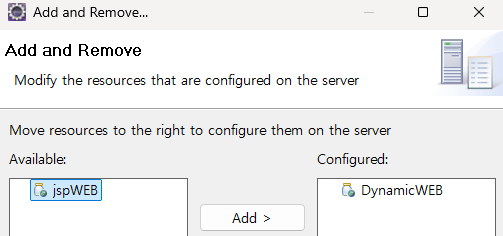 Add and Remove...
Add and Remove
Modify the resources that are configured on the server
Move resources to the right to configure them on the server
Available:
Configured:
jspWEB
DynamicWEB
Add >